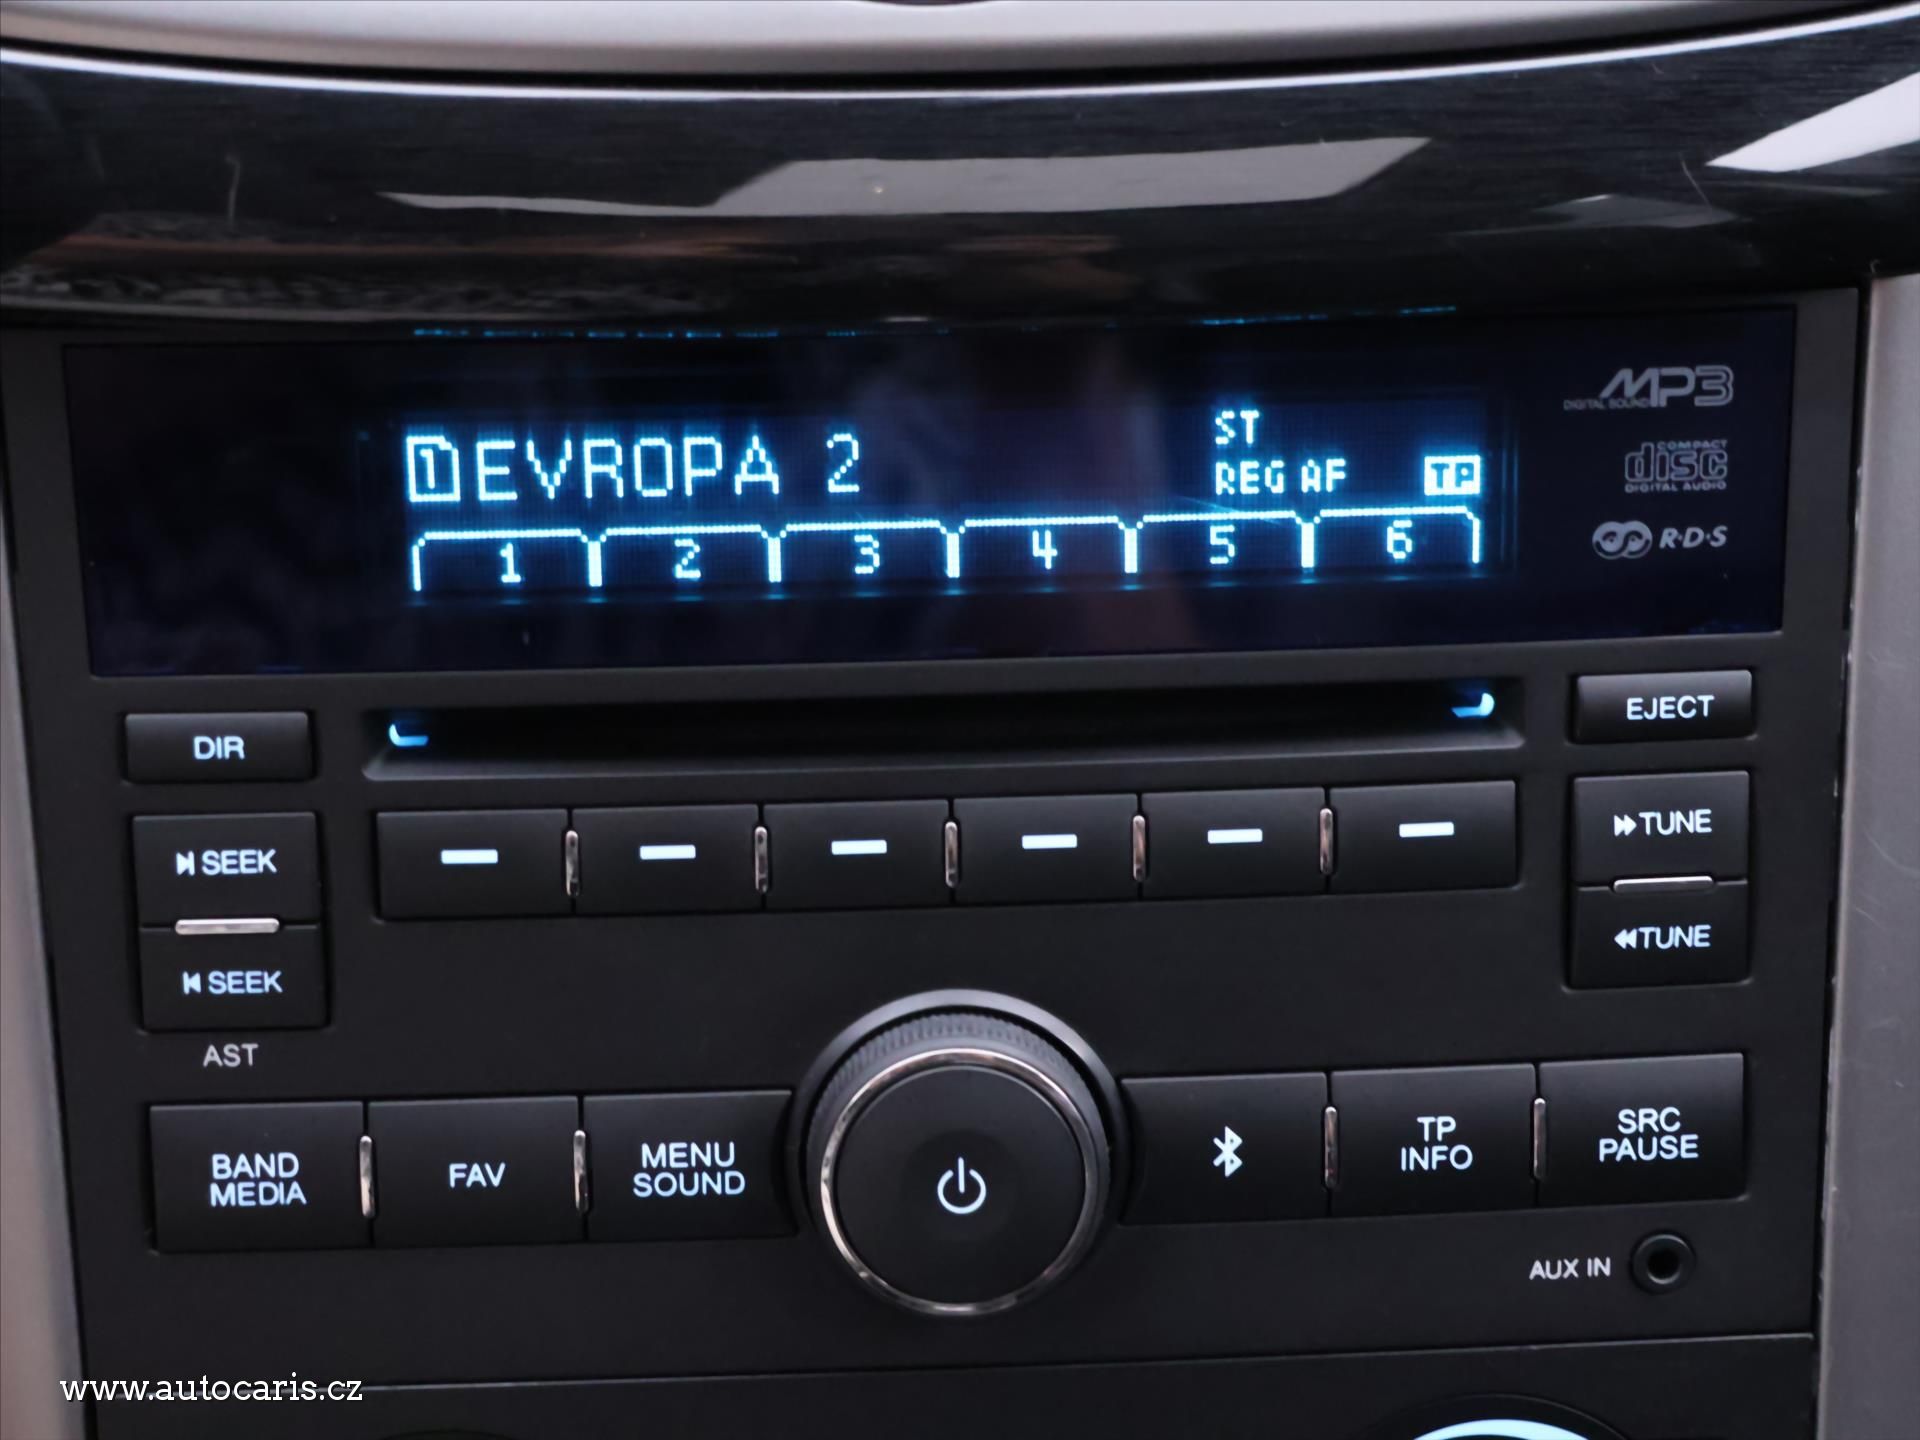 MP3
DIGITAL SOUND
1 EVROPA 2
ST
REG AF TP
COMPACT
disc
DIGITAL AUDIO
R·D·S
1 2 3 4 5 6
DIR
EJECT
SEEK
TUNE
SEEK
TUNE
AST
BAND
MEDIA
FAV
MENU
SOUND
TP
INFO
SRC
PAUSE
AUX IN
www.autocaris.cz